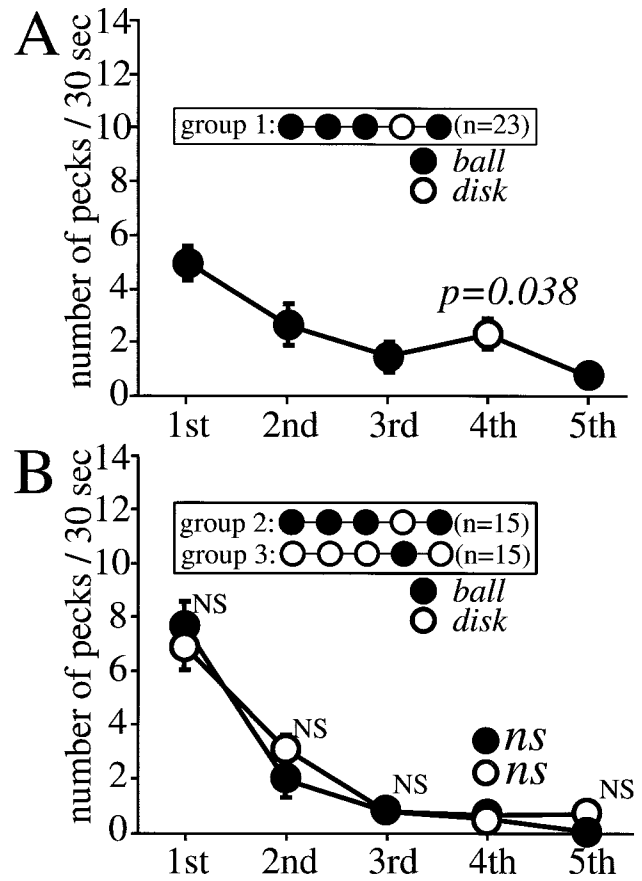 A
number of pecks / 30 sec
14
12
10
8
6
4
2
0
group 1: (n=23)
ball
disk
p=0.038
1st 2nd 3rd 4th 5th
B
number of pecks / 30 sec
14
12
10
8
6
4
2
0
group 2: (n=15)
group 3: (n=15)
ball
disk
NS
NS
NS
ns
ns
NS
1st 2nd 3rd 4th 5th